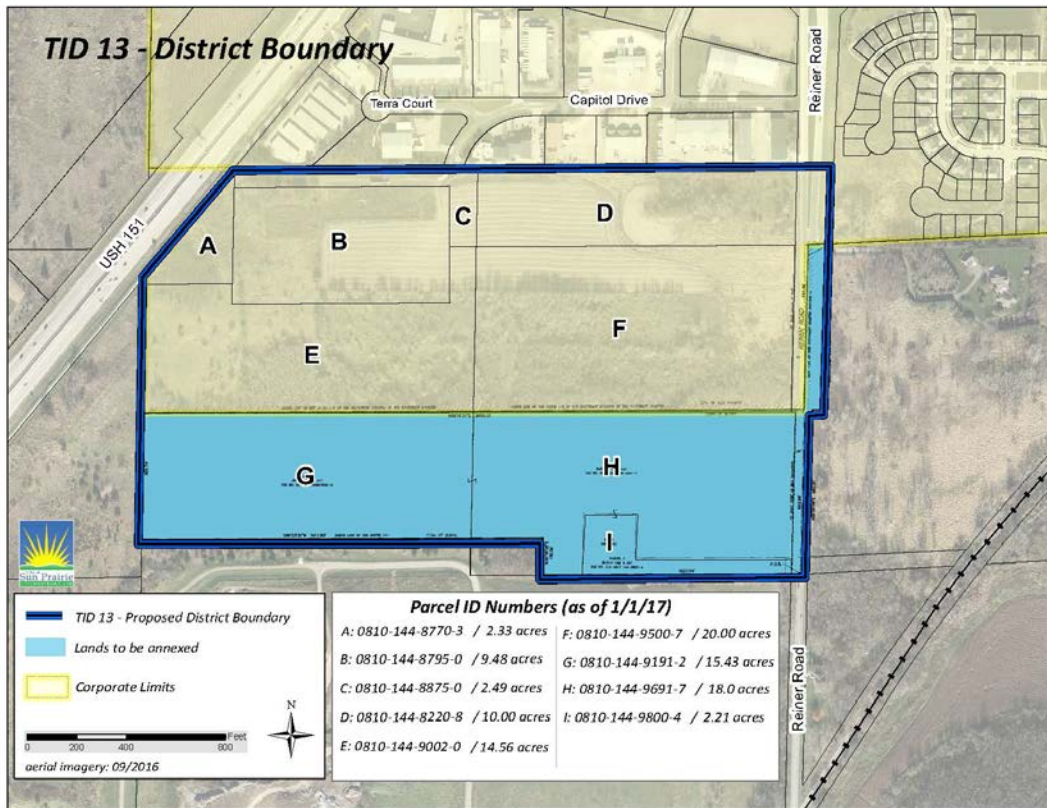 TID 13 - District Boundary
Terra Court
Capitol Drive
Reiner Road
USH 151
A
B
C
D
E
F
REINER ROAD
G
H
I
Sun Prairie
TID 13 - Proposed District Boundary
Lands to be annexed
Corporate Limits
N
0 200 400 800 Feet
aerial imagery: 09/2016
Parcel ID Numbers (as of 1/1/17)
A: 0810-144-8770-3 / 2.33 acres
B: 0810-144-8795-0 / 9.48 acres
C: 0810-144-8875-0 / 2.49 acres
D: 0810-144-8220-8 / 10.00 acres
E: 0810-144-9002-0 / 14.56 acres
F: 0810-144-9500-7 / 20.00 acres
G: 0810-144-9191-2 / 15.43 acres
H: 0810-144-9691-7 / 18.0 acres
I: 0810-144-9800-4 / 2.21 acres
Reiner Road